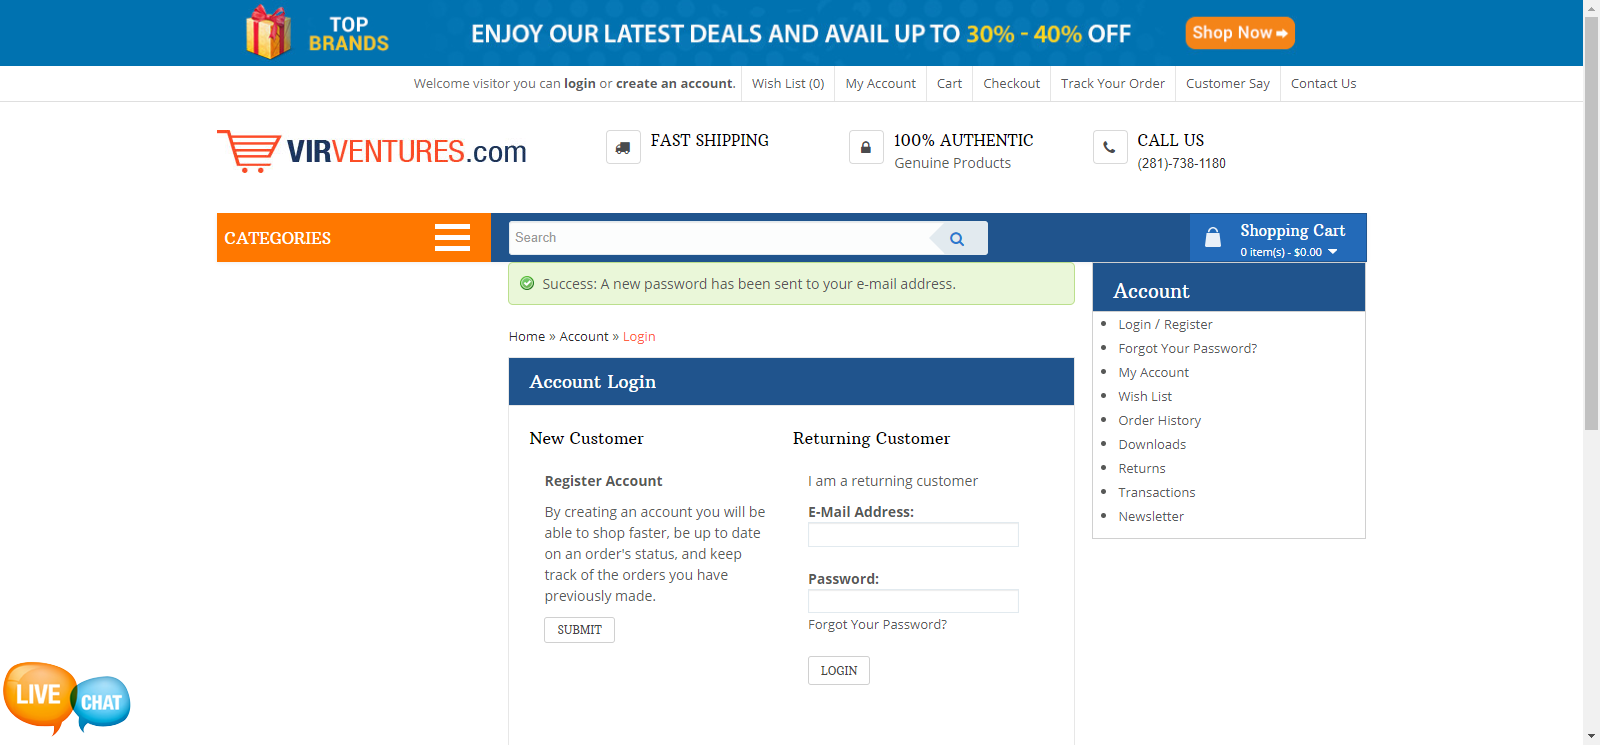 TOP
BRANDS
ENJOY OUR LATEST DEALS AND AVAIL UP TO 30% - 40% OFF
Shop Now
Welcome visitor you can login or create an account.
Wish List (0)
My Account
Cart
Checkout
Track Your Order
Customer Say
Contact Us
VIRVENTURES.com
FAST SHIPPING
100% AUTHENTIC
Genuine Products
CALL US
(281)-738-1180
CATEGORIES
Search
Shopping Cart
0 item(s) - $0.00
Success: A new password has been sent to your e-mail address.
Home » Account » Login
Account Login
New Customer
Register Account
By creating an account you will be
able to shop faster, be up to date
on an order's status, and keep
track of the orders you have
previously made.
SUBMIT
Returning Customer
I am a returning customer
E-Mail Address:
Password:
Forgot Your Password?
LOGIN
Account
Login / Register
Forgot Your Password?
My Account
Wish List
Order History
Downloads
Returns
Transactions
Newsletter
LIVE
CHAT